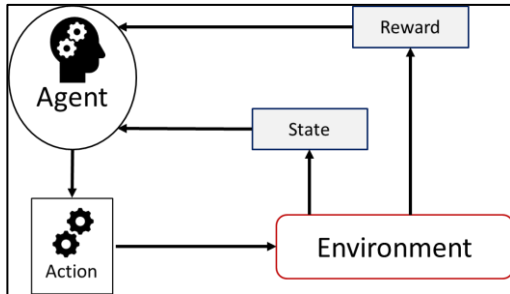 Reward
Agent
State
Action
Environment